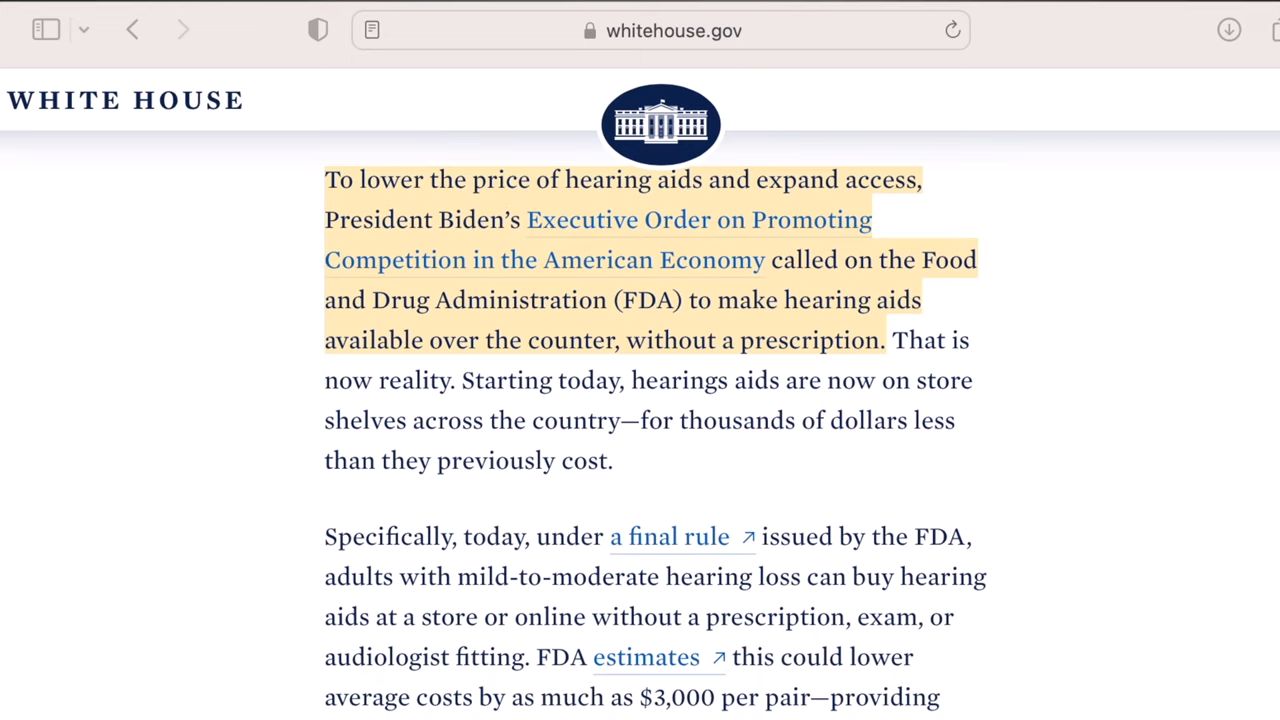 whitehouse.gov
WHITE HOUSE
To lower the price of hearing aids and expand access,
President Biden’s Executive Order on Promoting
Competition in the American Economy called on the Food
and Drug Administration (FDA) to make hearing aids
available over the counter, without a prescription. That is
now reality. Starting today, hearings aids are now on store
shelves across the country—for thousands of dollars less
than they previously cost.
Specifically, today, under a final rule ↗ issued by the FDA,
adults with mild-to-moderate hearing loss can buy hearing
aids at a store or online without a prescription, exam, or
audiologist fitting. FDA estimates ↗ this could lower
average costs by as much as $3,000 per pair—providing